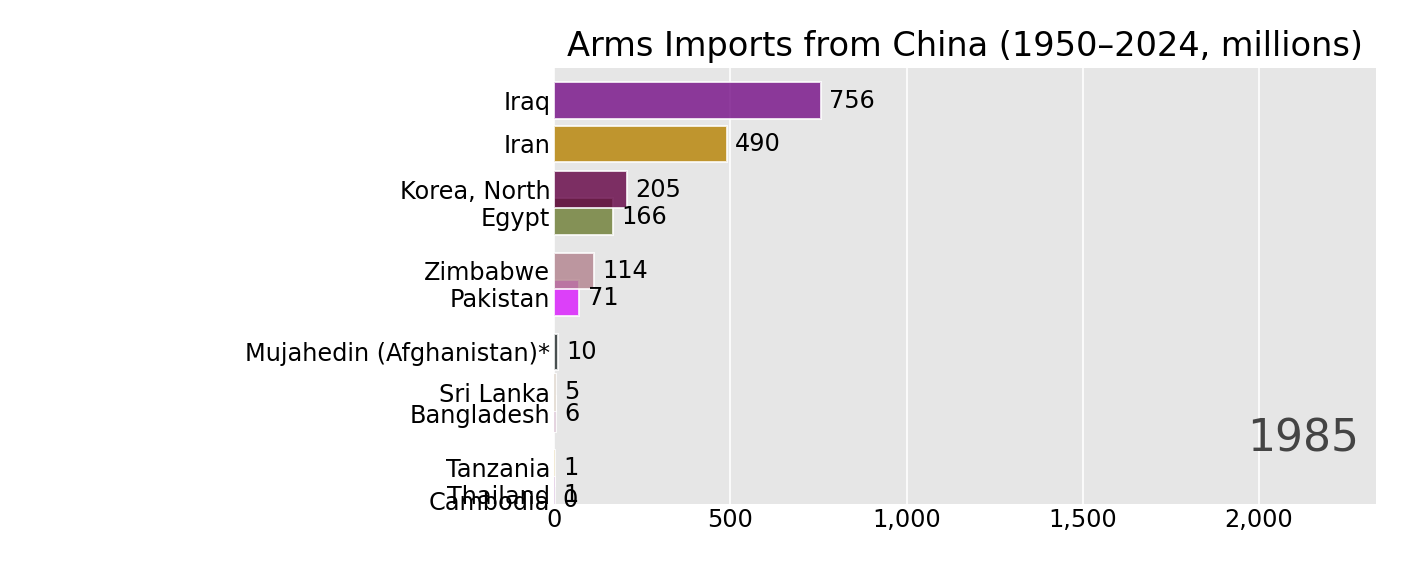 Arms Imports from China (1950–2024, millions)
Iraq 756
Iran 490
Korea, North 205
Egypt 166
Zimbabwe 114
Pakistan 71
Mujahedin (Afghanistan)* 10
Sri Lanka 5
Bangladesh 6
1985
Tanzania 1
Thailand 1
Cambodia 0
0 500 1,000 1,500 2,000